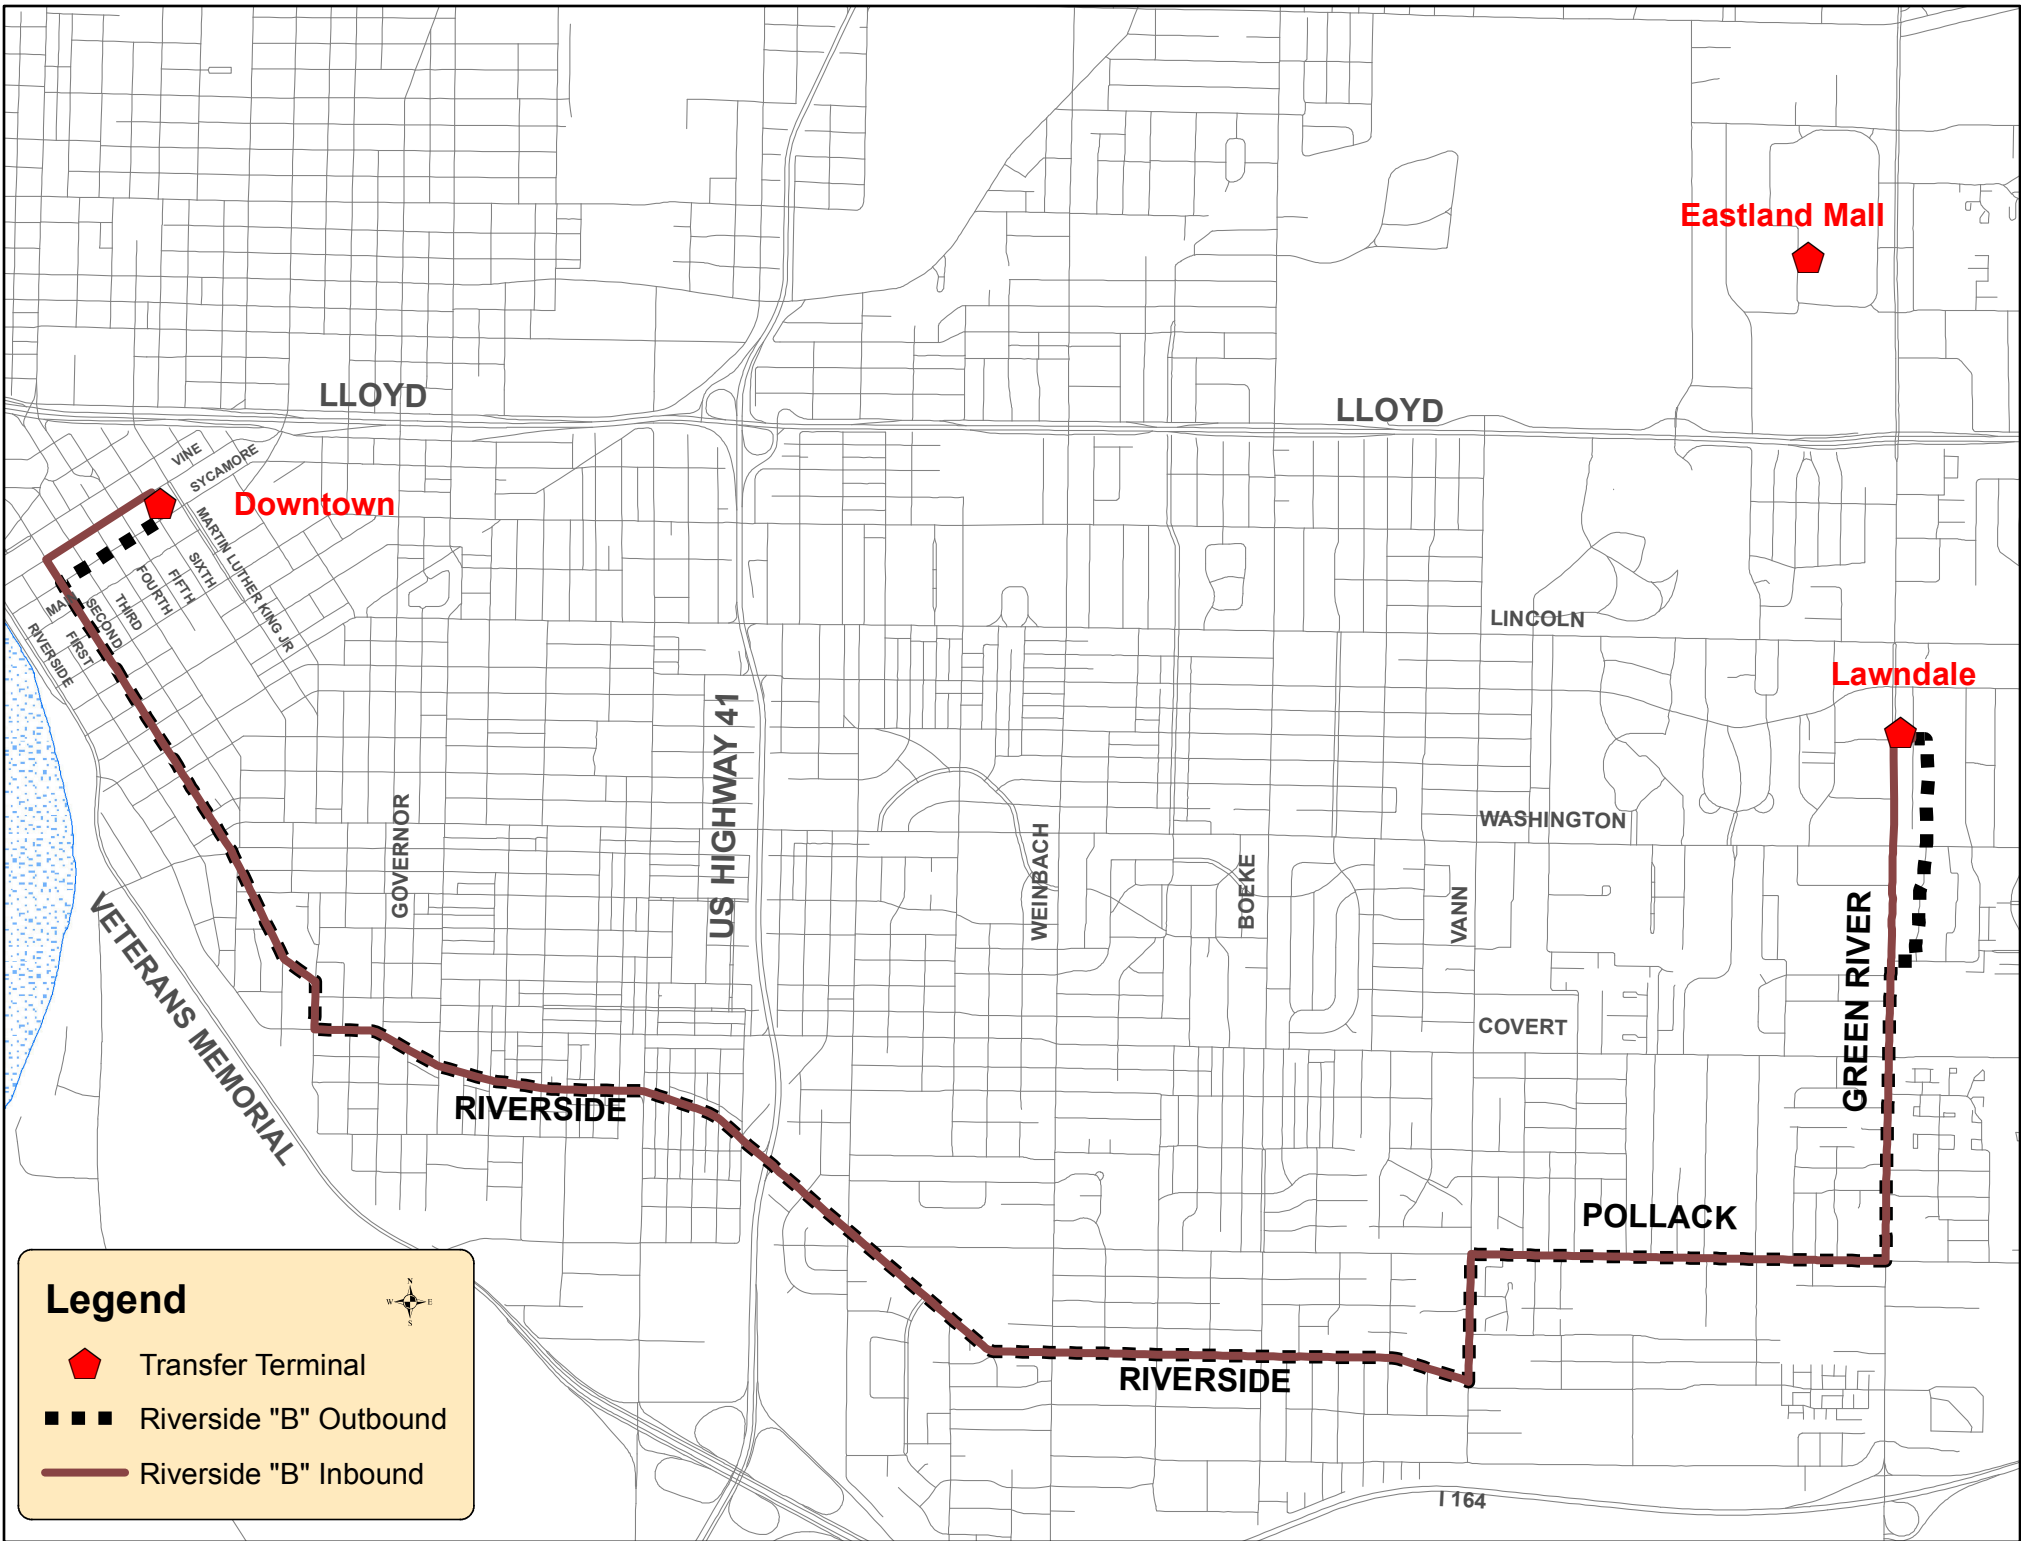 Eastland Mall
LLOYD
LLOYD
VINE
SYCAMORE
Downtown
MARTIN LUTHER KING JR
SIXTH
FIFTH
FOURTH
THIRD
SECOND
FIRST
RIVERSIDE
LINCOLN
Lawndale
US HIGHWAY 41
GOVERNOR
WASHINGTON
WEINBACH
BOEKE
VANN
GREEN RIVER
VETERANS MEMORIAL
COVERT
RIVERSIDE
POLLACK
RIVERSIDE
I 164
Legend
N
W E
S
Transfer Terminal
Riverside "B" Outbound
Riverside "B" Inbound